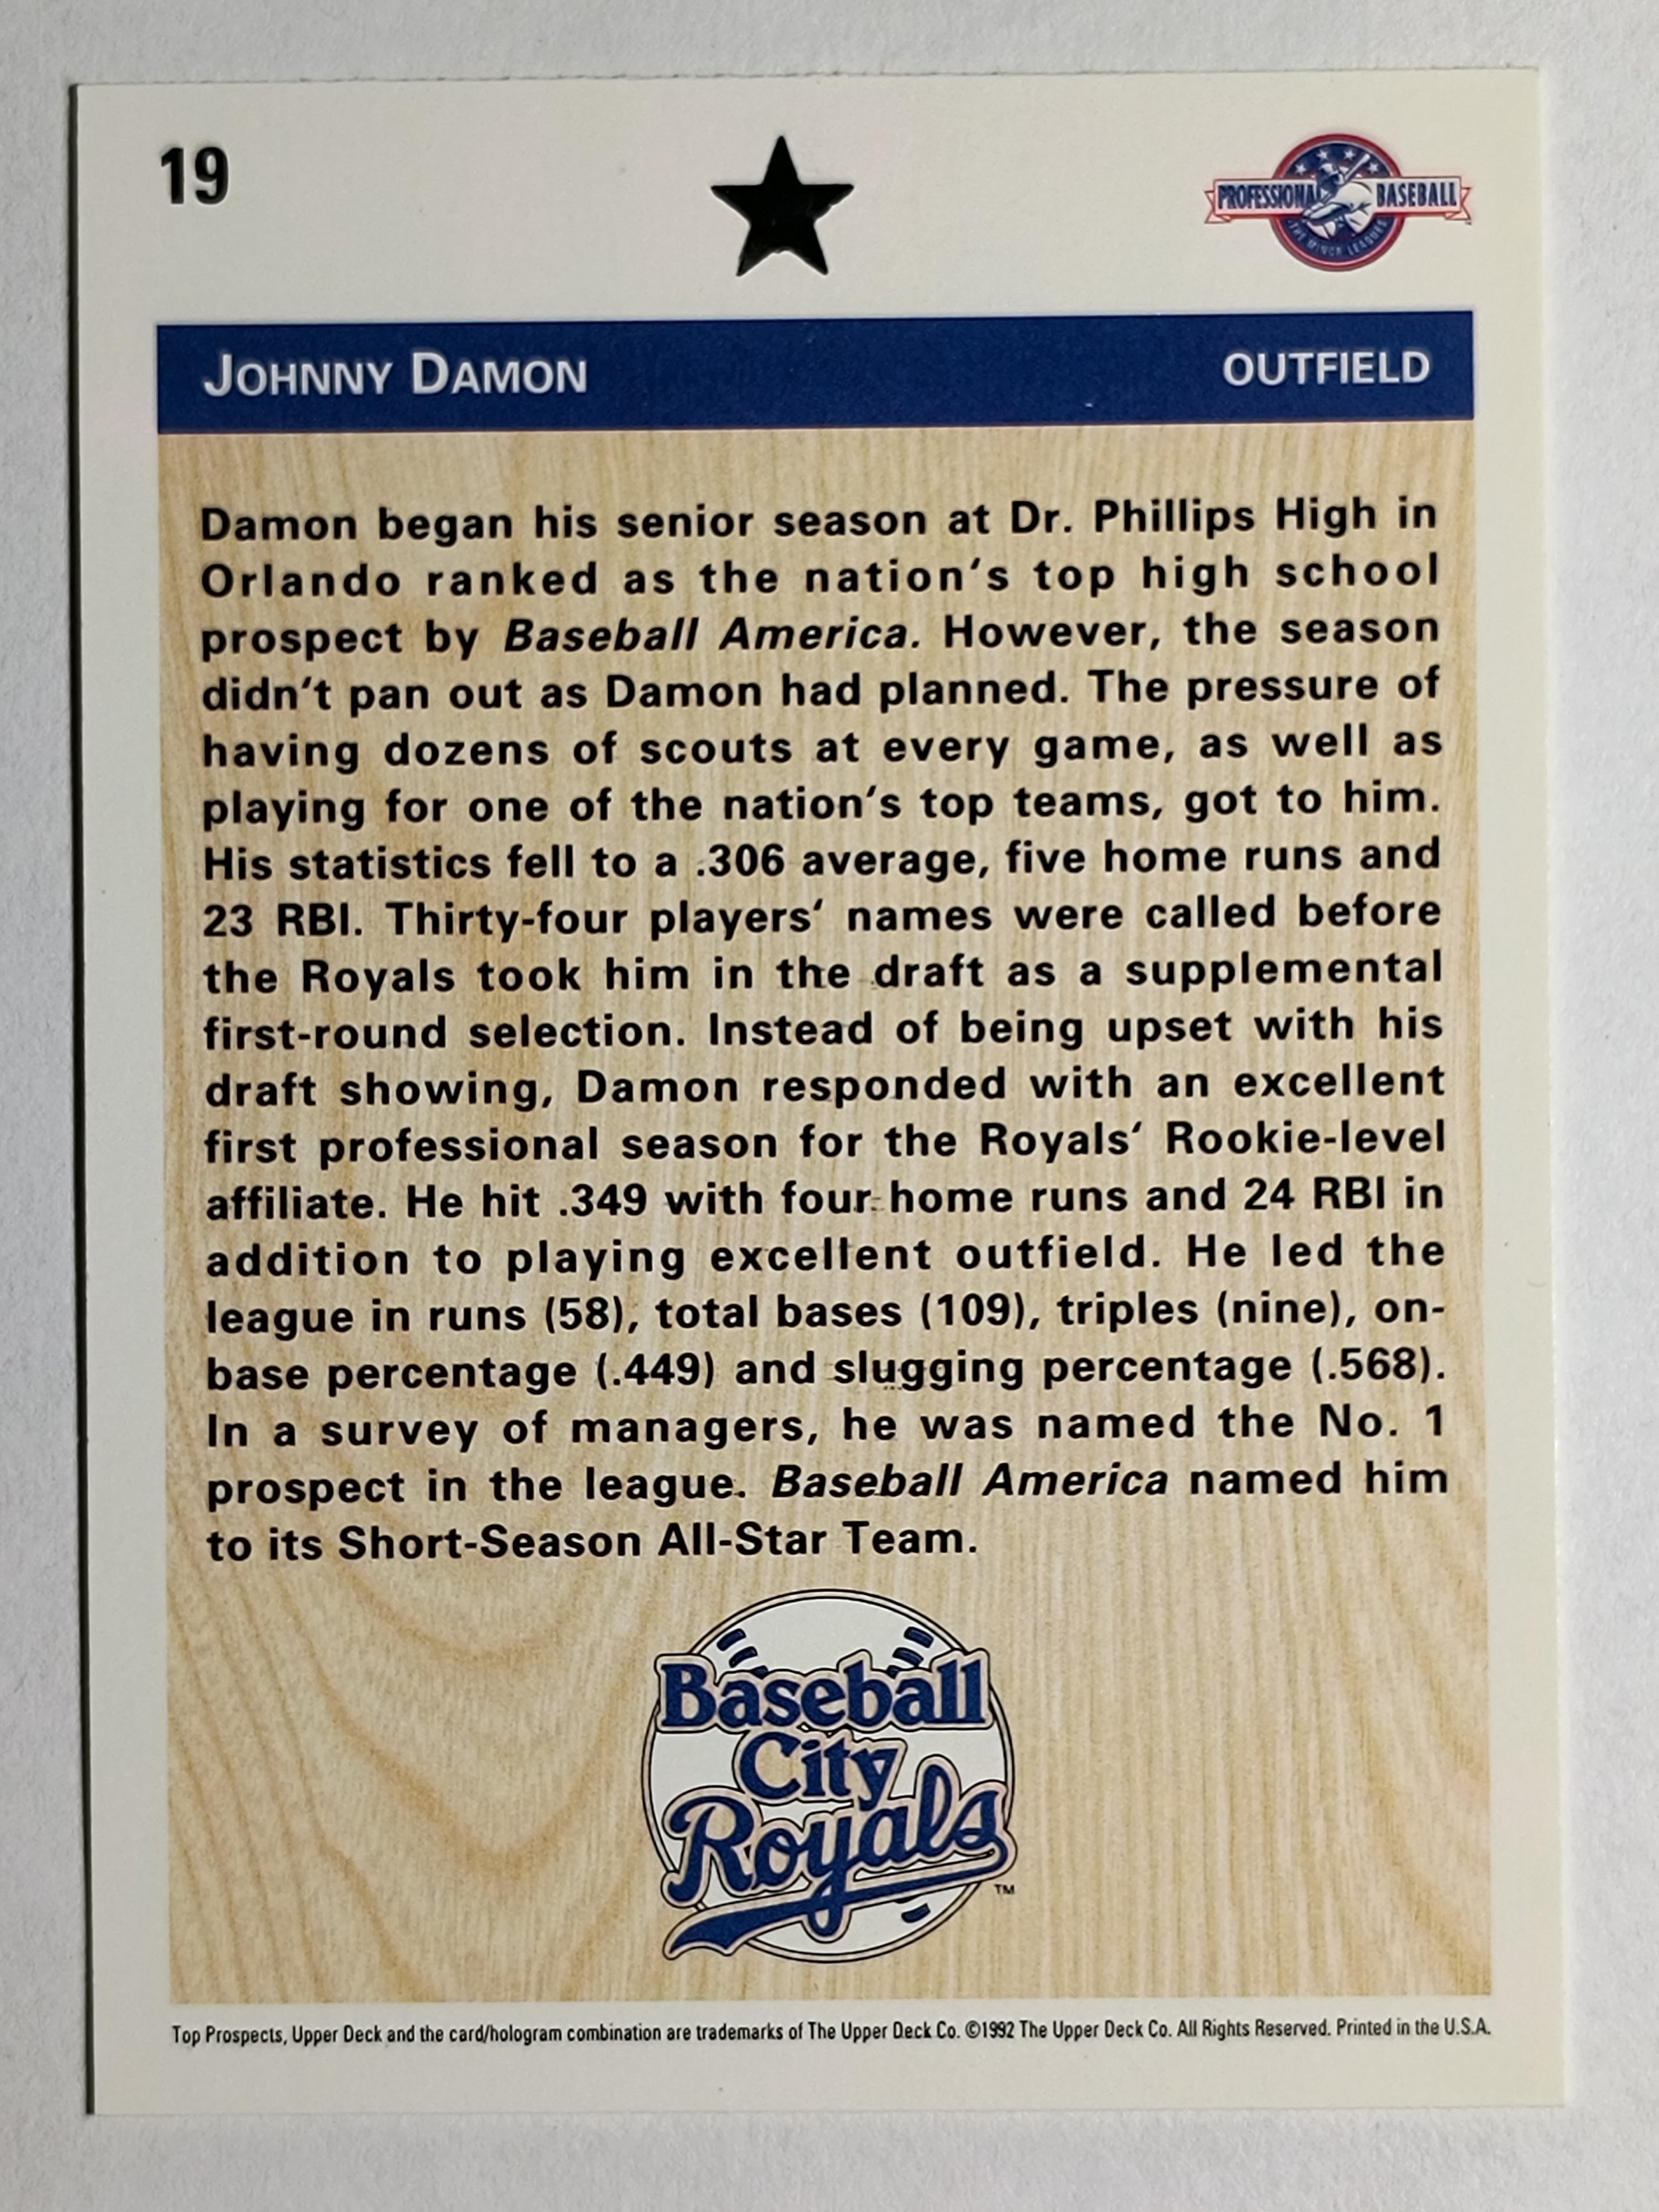 19
PROFESSIONAL BASEBALL
THE MINOR LEAGUES
JOHNNY DAMON
OUTFIELD
Damon began his senior season at Dr. Phillips High in
Orlando ranked as the nation's top high school
prospect by Baseball America. However, the season
didn't pan out as Damon had planned. The pressure of
having dozens of scouts at every game, as well as
playing for one of the nation's top teams, got to him.
His statistics fell to a .306 average, five home runs and
23 RBI. Thirty-four players' names were called before
the Royals took him in the draft as a supplemental
first-round selection. Instead of being upset with his
draft showing, Damon responded with an excellent
first professional season for the Royals' Rookie-level
affiliate. He hit .349 with four home runs and 24 RBI in
addition to playing excellent outfield. He led the
league in runs (58), total bases (109), triples (nine), on-
base percentage (.449) and slugging percentage (.568).
In a survey of managers, he was named the No. 1
prospect in the league. Baseball America named him
to its Short-Season All-Star Team.
Baseball
City
Royals
TM
Top Prospects, Upper Deck and the card/hologram combination are trademarks of The Upper Deck Co. ©1992 The Upper Deck Co. All Rights Reserved. Printed in the U.S.A.